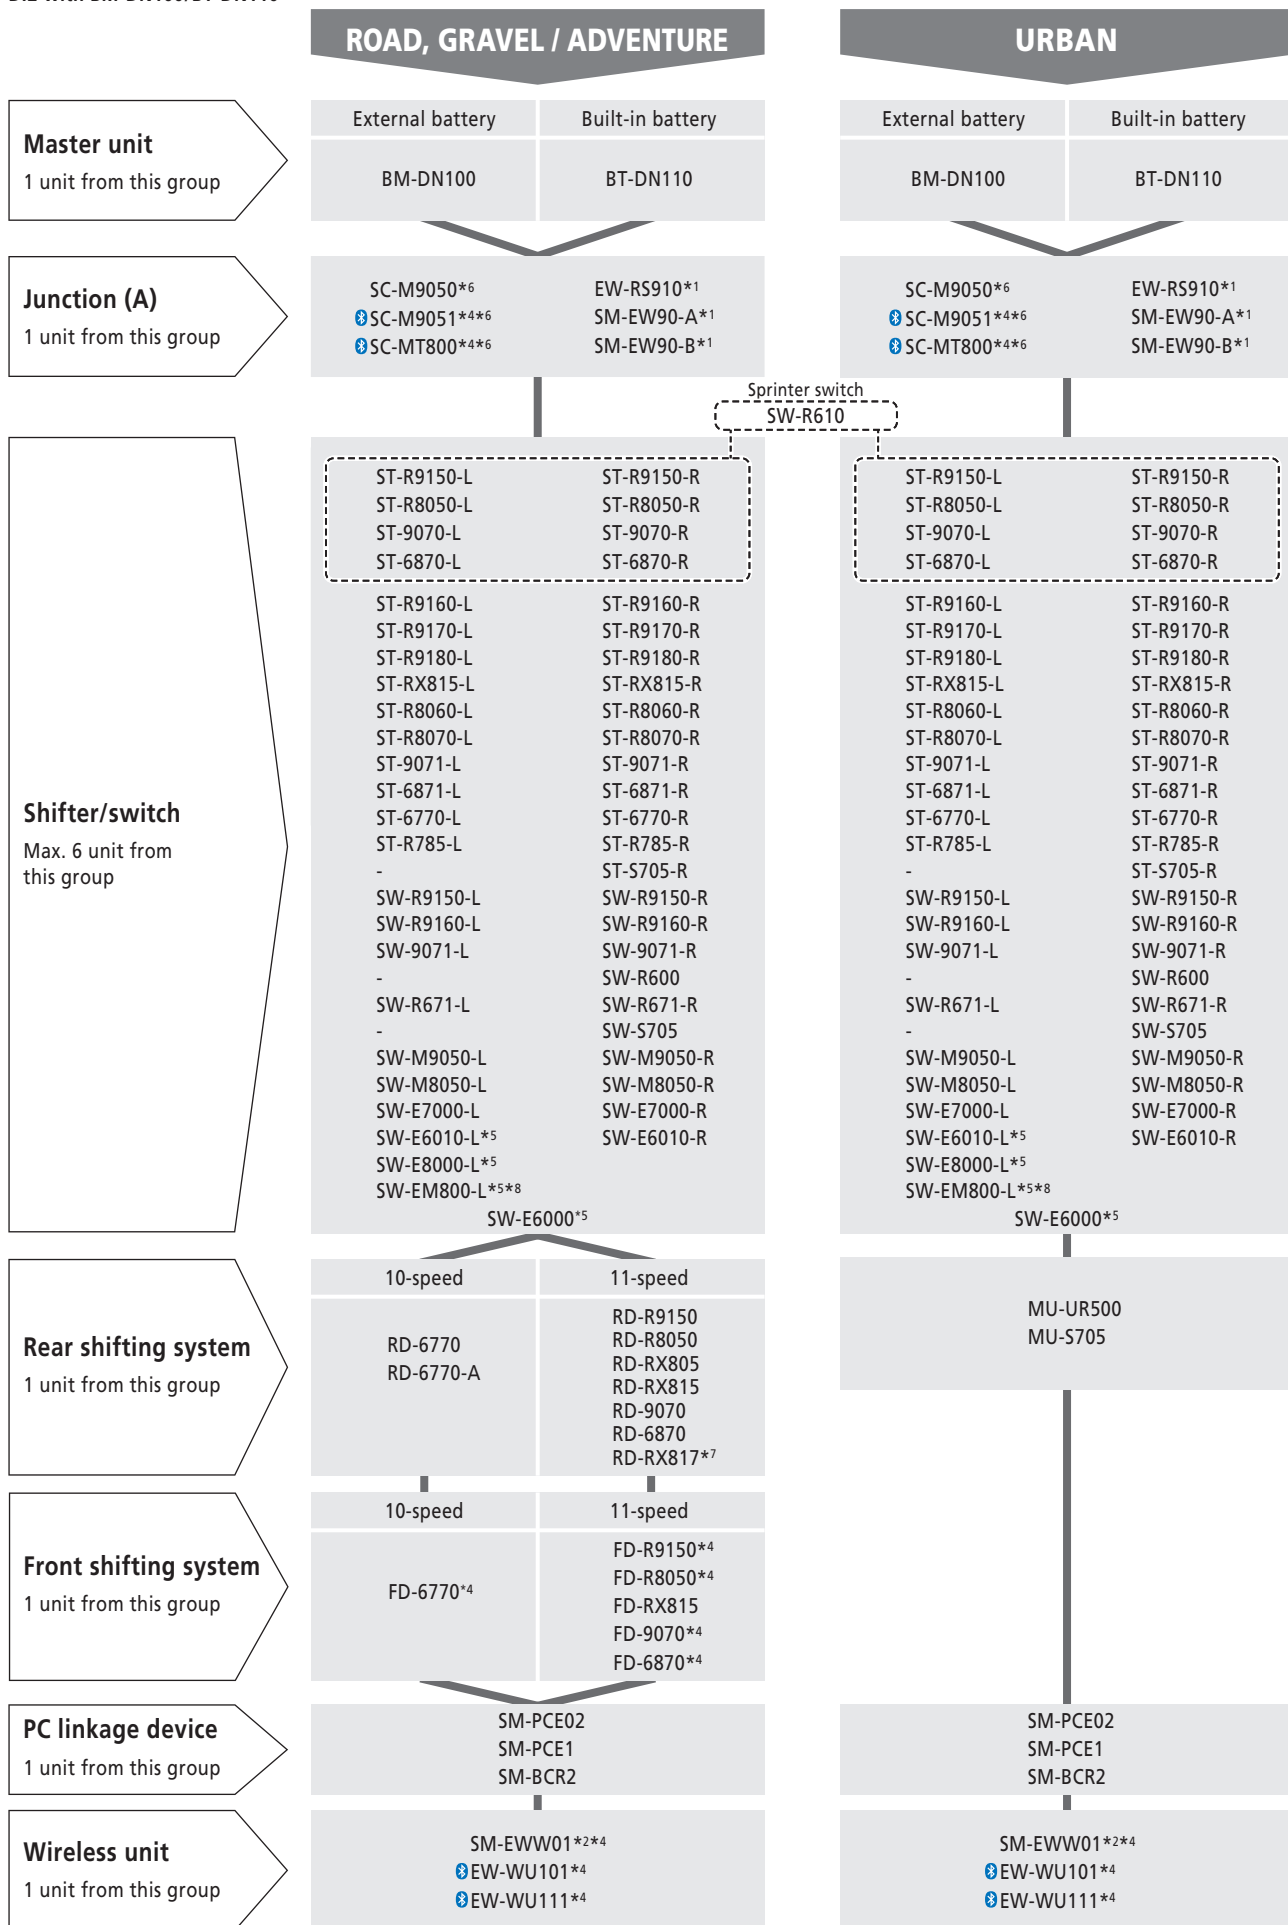 Di2 with BM-DN100/BT-DN110
ROAD, GRAVEL / ADVENTURE
URBAN
Master unit
1 unit from this group
External battery
Built-in battery
BM-DN100
BT-DN110
External battery
Built-in battery
BM-DN100
BT-DN110
Junction (A)
1 unit from this group
SC-M9050*6 EW-RS910*1
SC-M9051*4*6 SM-EW90-A*1
SC-MT800*4*6 SM-EW90-B*1
SC-M9050*6 EW-RS910*1
SC-M9051*4*6 SM-EW90-A*1
SC-MT800*4*6 SM-EW90-B*1
Sprinter switch
SW-R610
Shifter/switch
Max. 6 unit from
this group
ST-R9150-L ST-R9150-R
ST-R8050-L ST-R8050-R
ST-9070-L ST-9070-R
ST-6870-L ST-6870-R
ST-R9160-L ST-R9160-R
ST-R9170-L ST-R9170-R
ST-R9180-L ST-R9180-R
ST-RX815-L ST-RX815-R
ST-R8060-L ST-R8060-R
ST-R8070-L ST-R8070-R
ST-9071-L ST-9071-R
ST-6871-L ST-6871-R
ST-6770-L ST-6770-R
ST-R785-L ST-R785-R
- ST-S705-R
SW-R9150-L SW-R9150-R
SW-R9160-L SW-R9160-R
SW-9071-L SW-9071-R
- SW-R600
SW-R671-L SW-R671-R
- SW-S705
SW-M9050-L SW-M9050-R
SW-M8050-L SW-M8050-R
SW-E7000-L SW-E7000-R
SW-E6010-L*5 SW-E6010-R
SW-E8000-L*5
SW-EM800-L*5*8
SW-E6000*5
ST-R9150-L ST-R9150-R
ST-R8050-L ST-R8050-R
ST-9070-L ST-9070-R
ST-6870-L ST-6870-R
ST-R9160-L ST-R9160-R
ST-R9170-L ST-R9170-R
ST-R9180-L ST-R9180-R
ST-RX815-L ST-RX815-R
ST-R8060-L ST-R8060-R
ST-R8070-L ST-R8070-R
ST-9071-L ST-9071-R
ST-6871-L ST-6871-R
ST-6770-L ST-6770-R
ST-R785-L ST-R785-R
- ST-S705-R
SW-R9150-L SW-R9150-R
SW-R9160-L SW-R9160-R
SW-9071-L SW-9071-R
- SW-R600
SW-R671-L SW-R671-R
- SW-S705
SW-M9050-L SW-M9050-R
SW-M8050-L SW-M8050-R
SW-E7000-L SW-E7000-R
SW-E6010-L*5 SW-E6010-R
SW-E8000-L*5
SW-EM800-L*5*8
SW-E6000*5
Rear shifting system
1 unit from this group
10-speed
RD-6770
RD-6770-A
11-speed
RD-R9150
RD-R8050
RD-RX805
RD-RX815
RD-9070
RD-6870
RD-RX817*7
MU-UR500
MU-S705
Front shifting system
1 unit from this group
10-speed
FD-6770*4
11-speed
FD-R9150*4
FD-R8050*4
FD-RX815
FD-9070*4
FD-6870*4
PC linkage device
1 unit from this group
SM-PCE02
SM-PCE1
SM-BCR2
SM-PCE02
SM-PCE1
SM-BCR2
Wireless unit
1 unit from this group
SM-EWW01*2*4
EW-WU101*4
EW-WU111*4
SM-EWW01*2*4
EW-WU101*4
EW-WU111*4